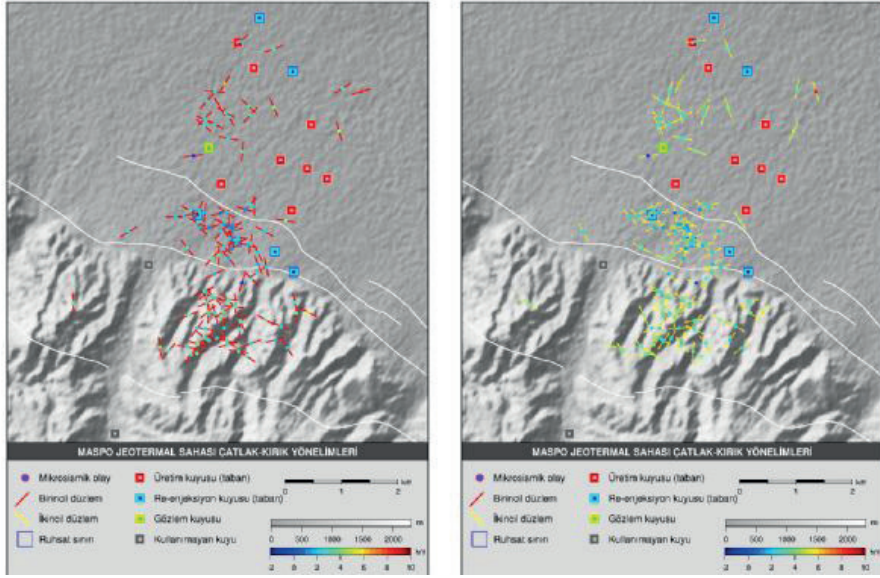 MASPO JEOTERMAL SAHASI ÇATLAK-KIRIK YÖNELİMLERİ
Mikrosismik olay
Birincil düzlem
İkincil düzlem
Ruhsat sınırı
Üretim kuyusu (taban)
Re-enjeksiyon kuyusu (taban)
Gözlem kuyusu
Kullanılmayan kuyu
0 1 2 km
0 500 1000 1500 2000 m
-2 0 2 4 6 8 10 km
MASPO JEOTERMAL SAHASI ÇATLAK-KIRIK YÖNELİMLERİ
Mikrosismik olay
Birincil düzlem
İkincil düzlem
Ruhsat sınırı
Üretim kuyusu (taban)
Re-enjeksiyon kuyusu (taban)
Gözlem kuyusu
Kullanılmayan kuyu
0 1 2 km
0 500 1000 1500 2000 m
-2 0 2 4 6 8 10 km